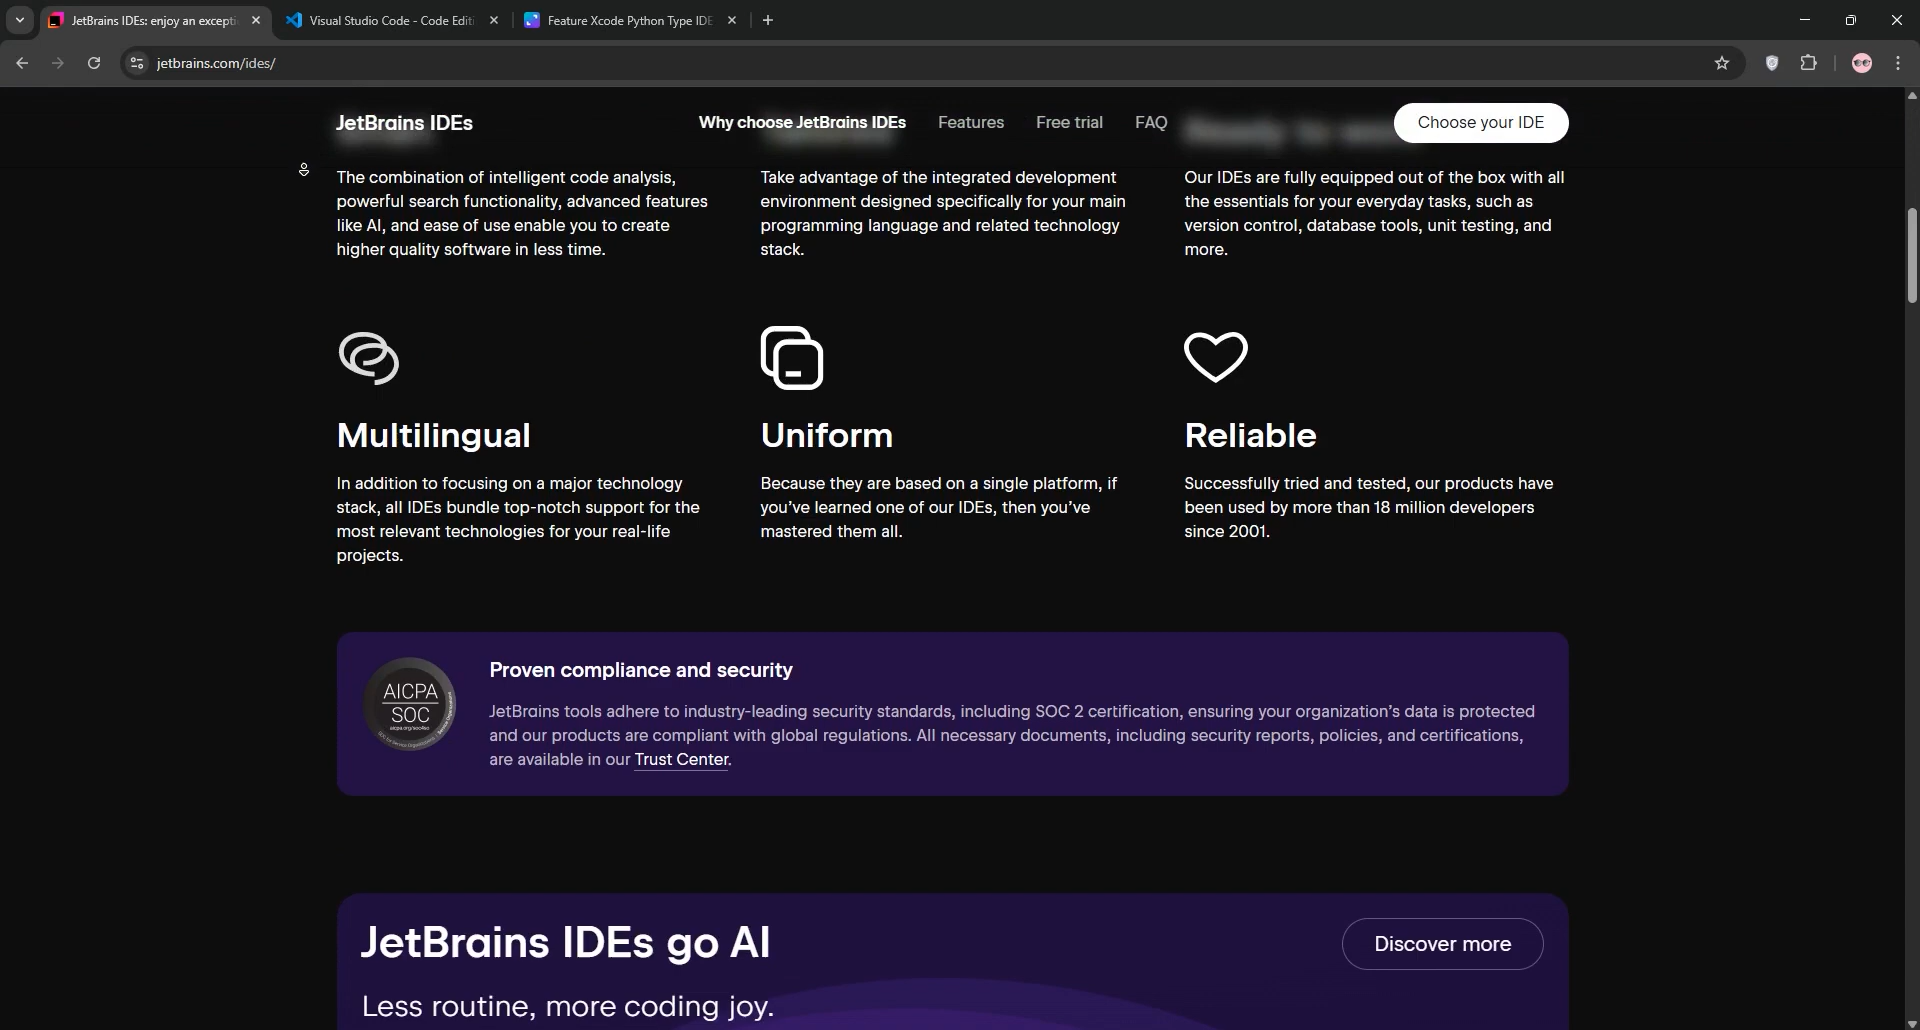 JetBrains IDEs: enjoy an excepti
Visual Studio Code - Code Edit
Feature Xcode Python Type IDE
jetbrains.com/ides/
JetBrains IDEs
Why choose JetBrains IDEs
Features
Free trial
FAQ
Choose your IDE
The combination of intelligent code analysis,
powerful search functionality, advanced features
like AI, and ease of use enable you to create
higher quality software in less time.
Take advantage of the integrated development
environment designed specifically for your main
programming language and related technology
stack.
Our IDEs are fully equipped out of the box with all
the essentials for your everyday tasks, such as
version control, database tools, unit testing, and
more.
Multilingual
In addition to focusing on a major technology
stack, all IDEs bundle top-notch support for the
most relevant technologies for your real-life
projects.
Uniform
Because they are based on a single platform, if
you've learned one of our IDEs, then you've
mastered them all.
Reliable
Successfully tried and tested, our products have
been used by more than 18 million developers
since 2001.
AICPA
SOC
Proven compliance and security
JetBrains tools adhere to industry-leading security standards, including SOC 2 certification, ensuring your organization's data is protected
and our products are compliant with global regulations. All necessary documents, including security reports, policies, and certifications,
are available in our Trust Center.
JetBrains IDEs go AI
Discover more
Less routine, more coding joy.